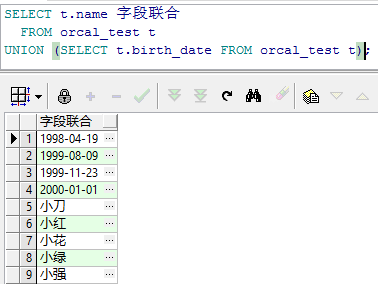 SELECT t.name 字段联合
FROM orcal_test t
UNION (SELECT t.birth_date FROM orcal_test t);
字段联合
1 1998-04-19 ...
2 1999-08-09 ...
3 1999-11-23 ...
4 2000-01-01 ...
5 小刀 ...
6 小红 ...
7 小花 ...
8 小绿 ...
9 小强 ...